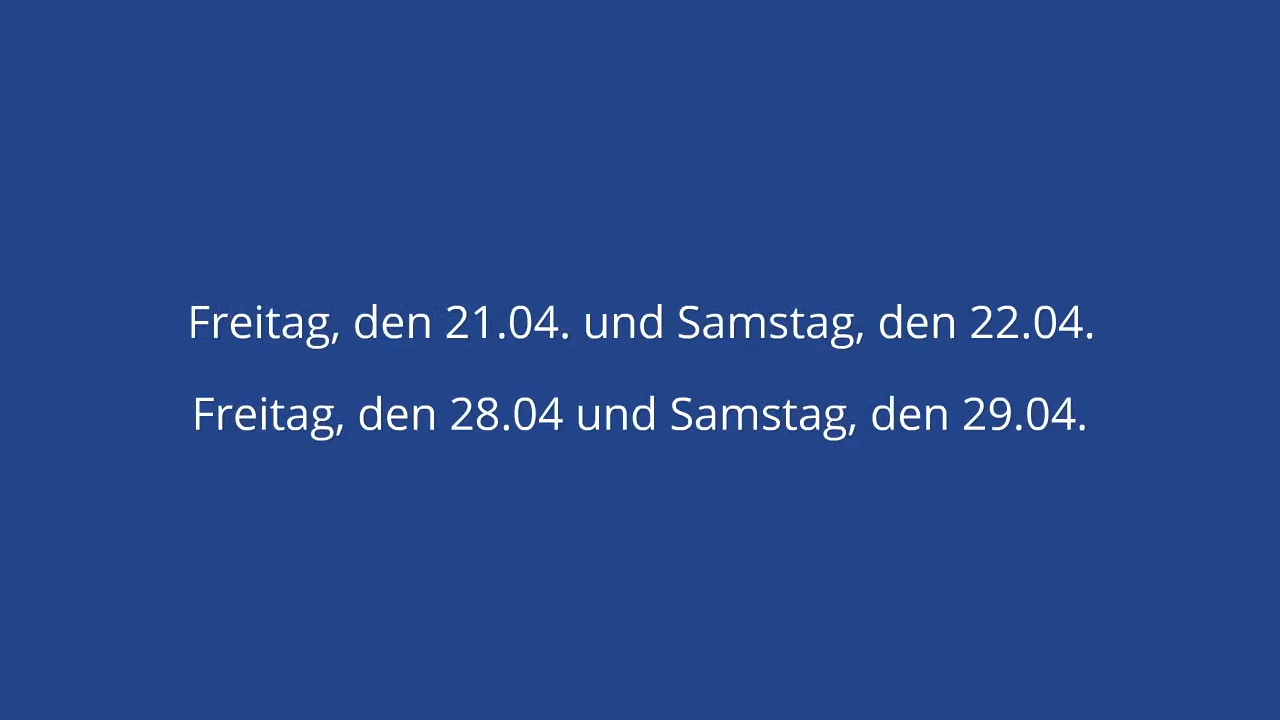 Freitag, den 21.04. und Samstag, den 22.04.
Freitag, den 28.04 und Samstag, den 29.04.